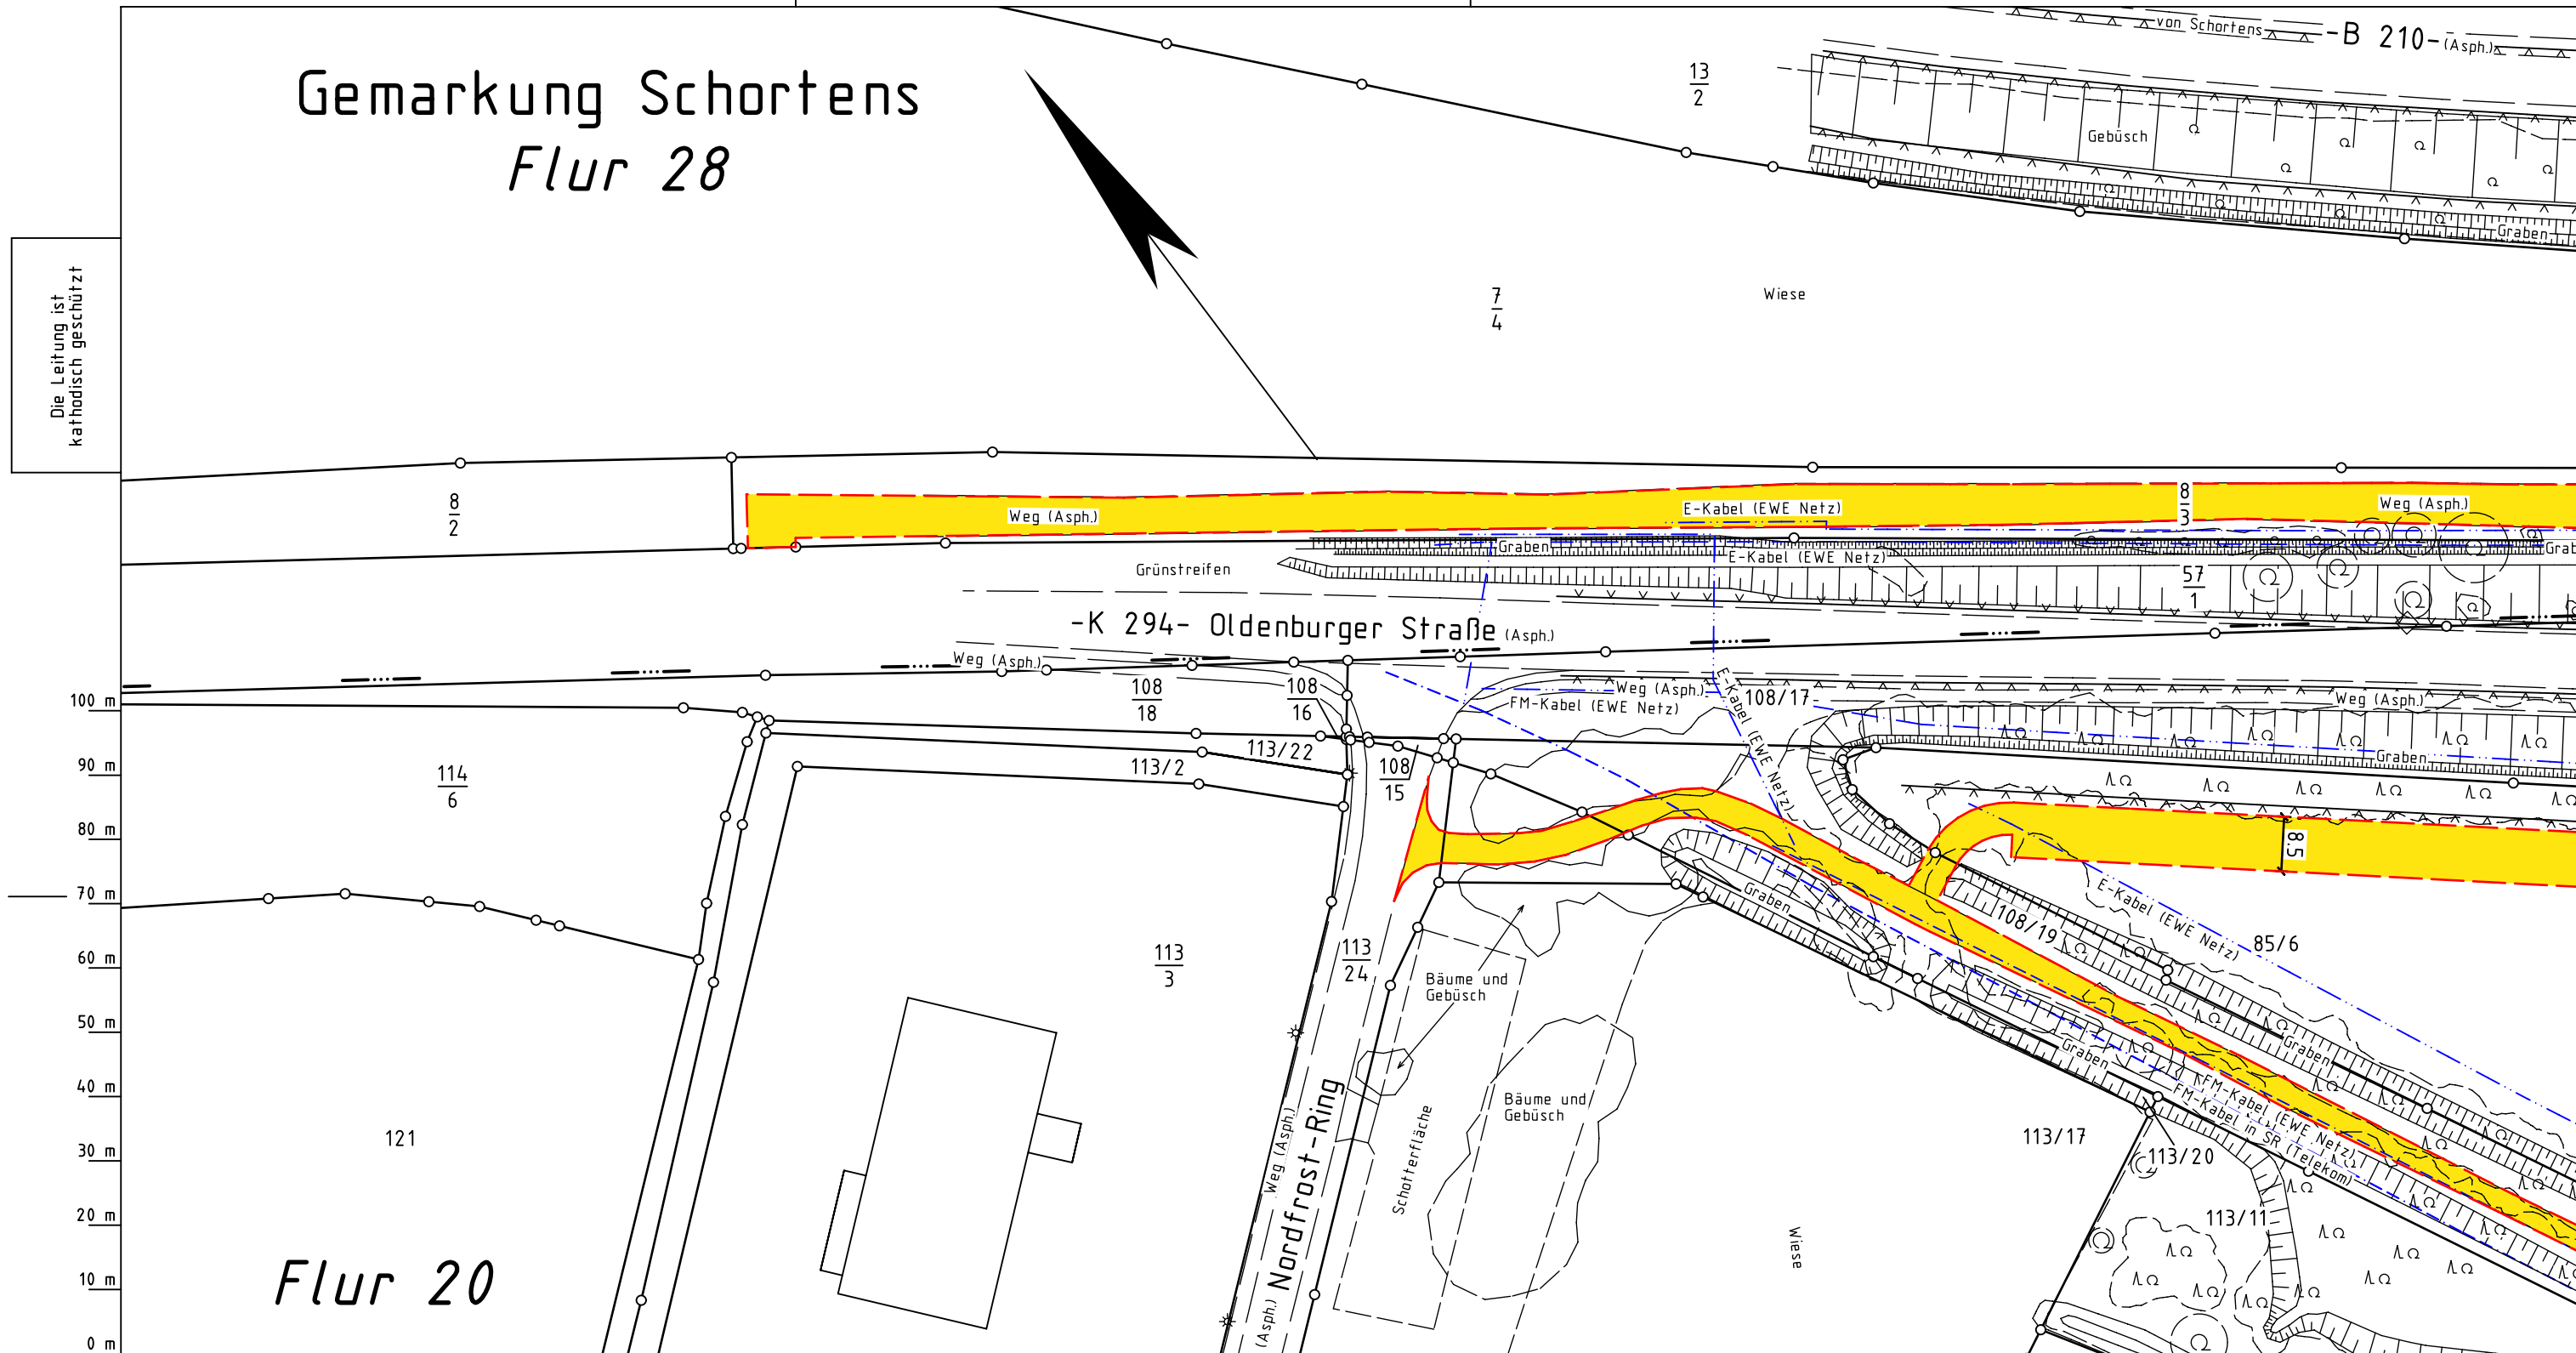 Gemarkung Schortens
Flur 28
von Schortens
-B 210- (Asph.)
13
2
Gebüsch
Graben
Die Leitung ist
kathodisch geschützt
7
4
Wiese
8
2
Weg (Asph.)
E-Kabel (EWE Netz)
8
3
Weg (Asph.)
Graben
E-Kabel (EWE Netz)
Grab
Grünstreifen
57
1
-K 294- Oldenburger Straße (Asph.)
Weg (Asph.)
108
18
108
16
Weg (Asph.)
FM-Kabel (EWE Netz)
E-Kabel (EWE Netz)
E-Kabel (EWE Netz)
108/17
Weg (Asph.)
Graben
100 m
90 m
80 m
70 m
60 m
50 m
40 m
30 m
20 m
10 m
0 m
114
6
113/22
113/2
108
15
8.5
Graben
108/19
E-Kabel (EWE Netz)
85/6
113
3
113
24
Bäume und
Gebüsch
Bäume und
Gebüsch
Graben
Graben
FM-Kabel (EWE Netz)
FM-Kabel in SR (Telekom)
121
Weg (Asph.)
Nordfrost-Ring
(Asph.)
Schotterfläche
Wiese
113/17
113/20
113/11
Flur 20